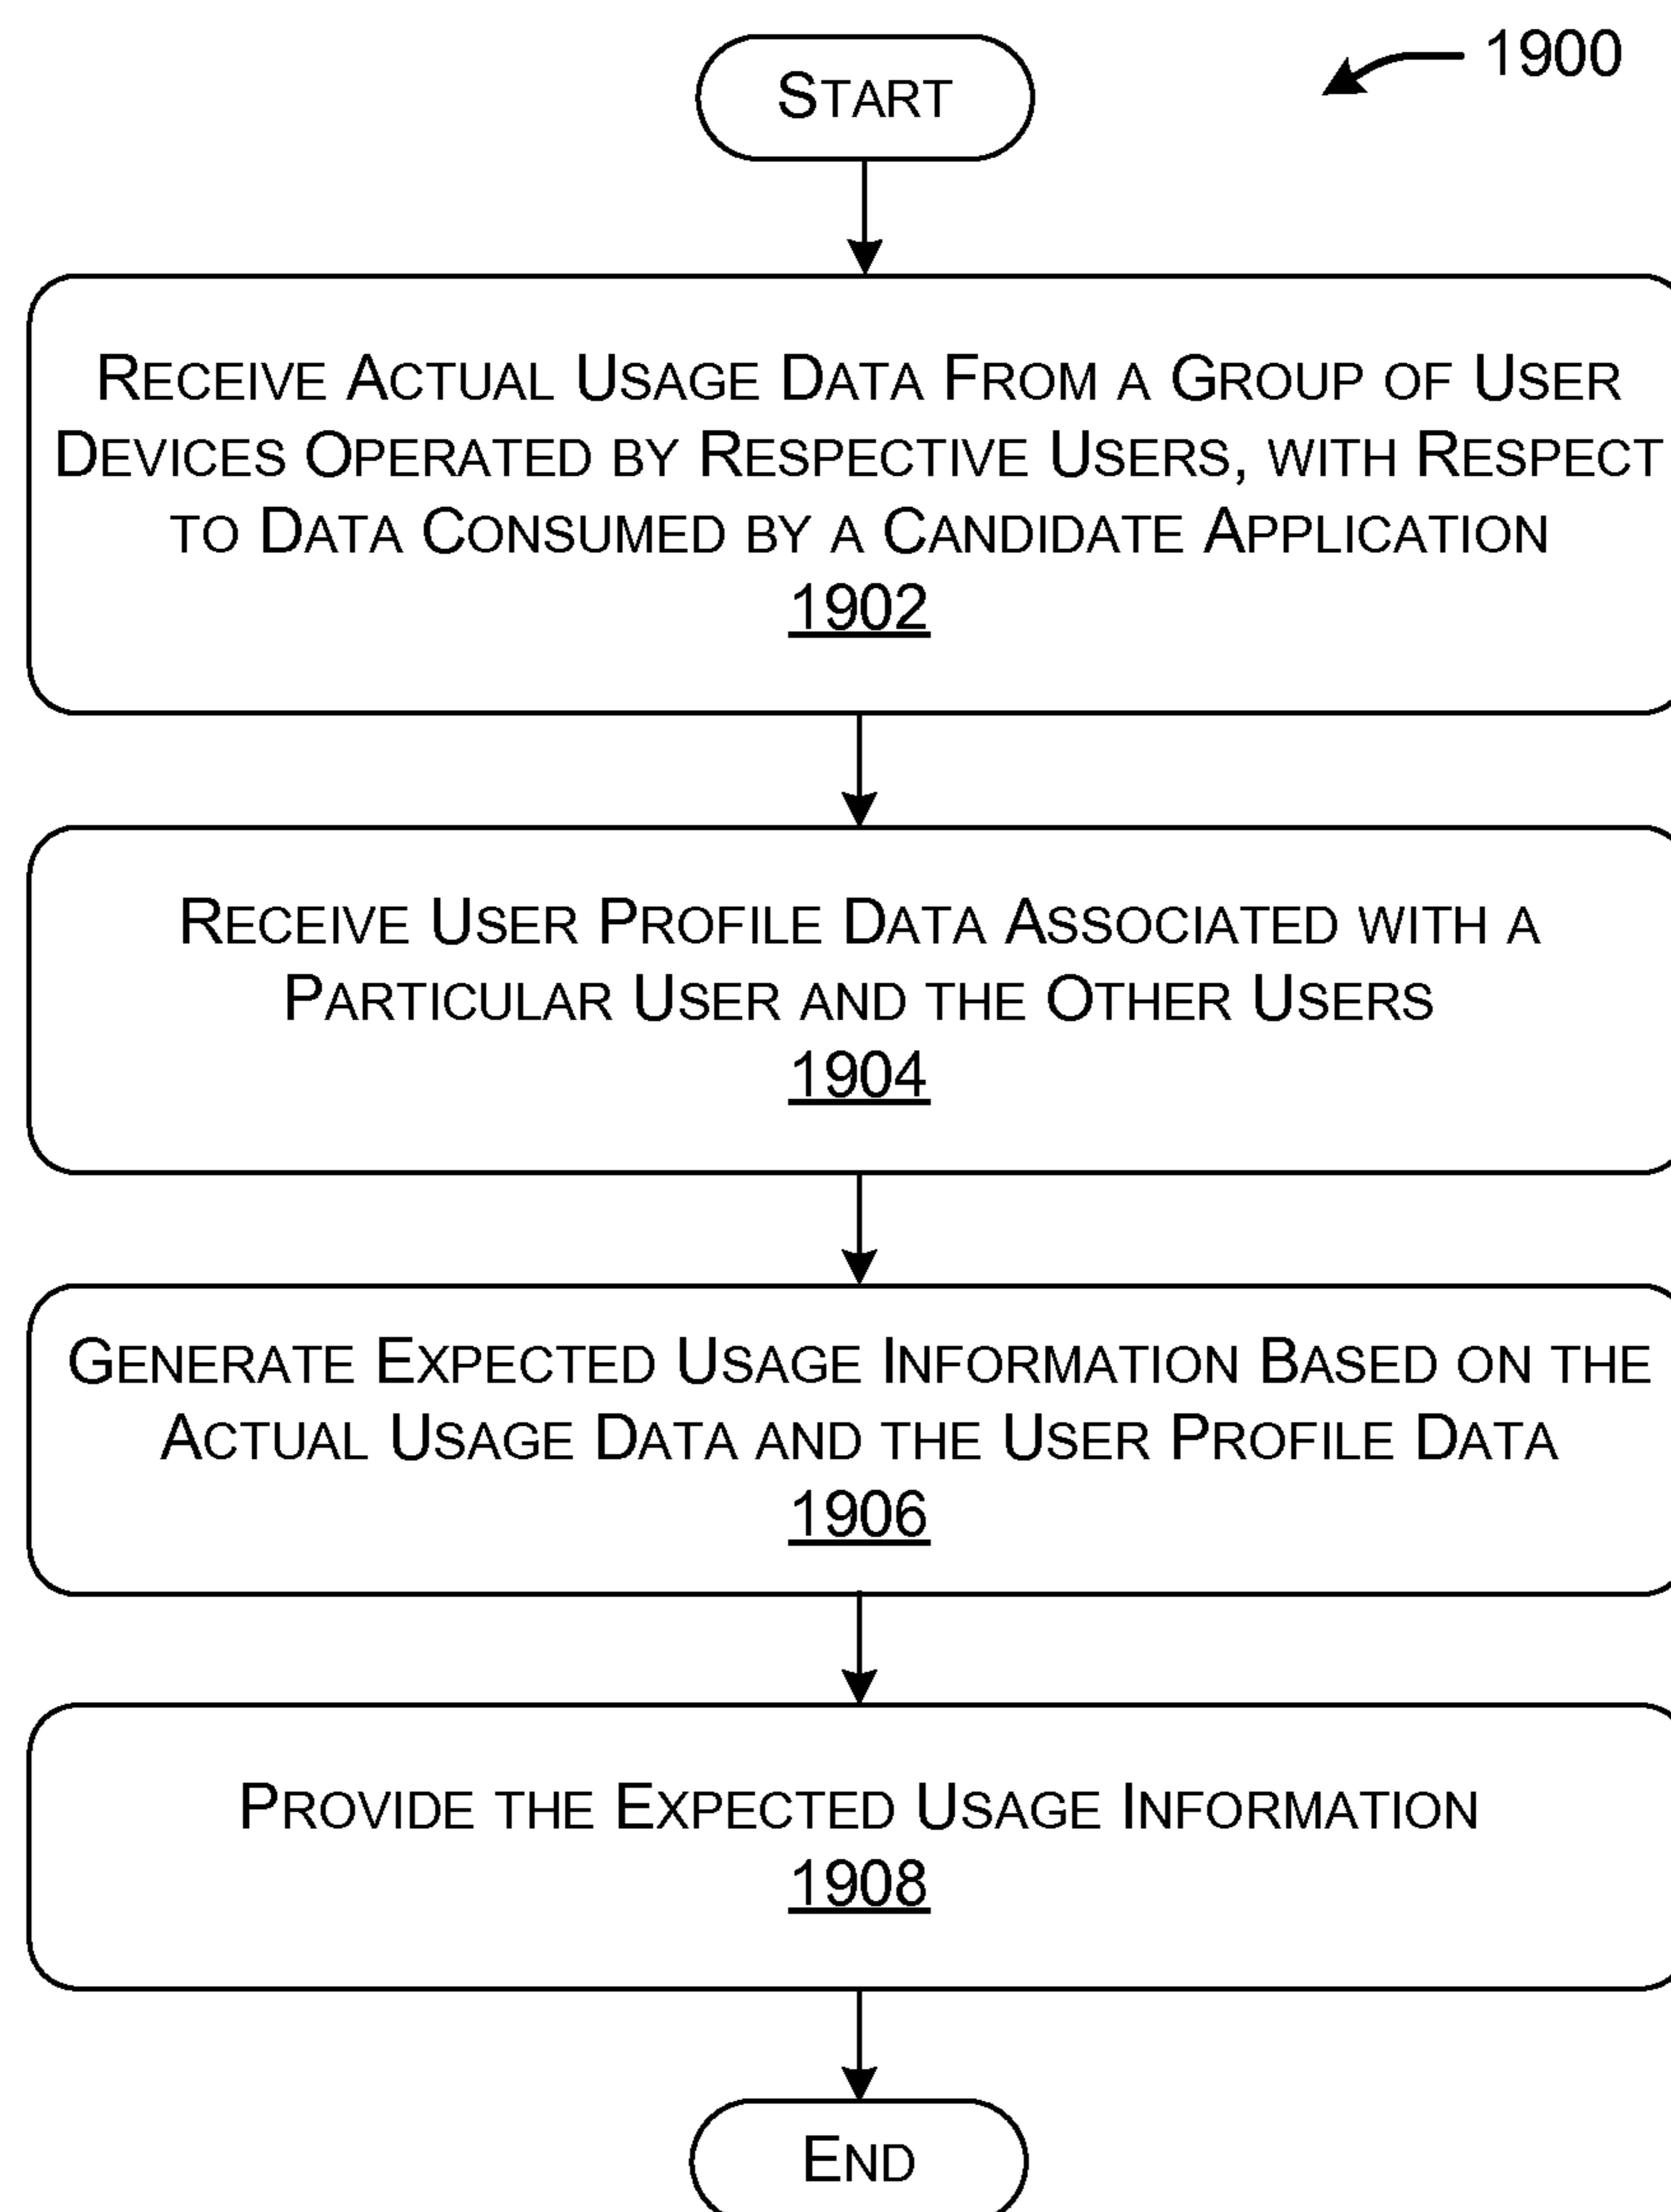 START
1900
RECEIVE ACTUAL USAGE DATA FROM A GROUP OF USER
DEVICES OPERATED BY RESPECTIVE USERS, WITH RESPECT
TO DATA CONSUMED BY A CANDIDATE APPLICATION
1902
RECEIVE USER PROFILE DATA ASSOCIATED WITH A
PARTICULAR USER AND THE OTHER USERS
1904
GENERATE EXPECTED USAGE INFORMATION BASED ON THE
ACTUAL USAGE DATA AND THE USER PROFILE DATA
1906
PROVIDE THE EXPECTED USAGE INFORMATION
1908
END